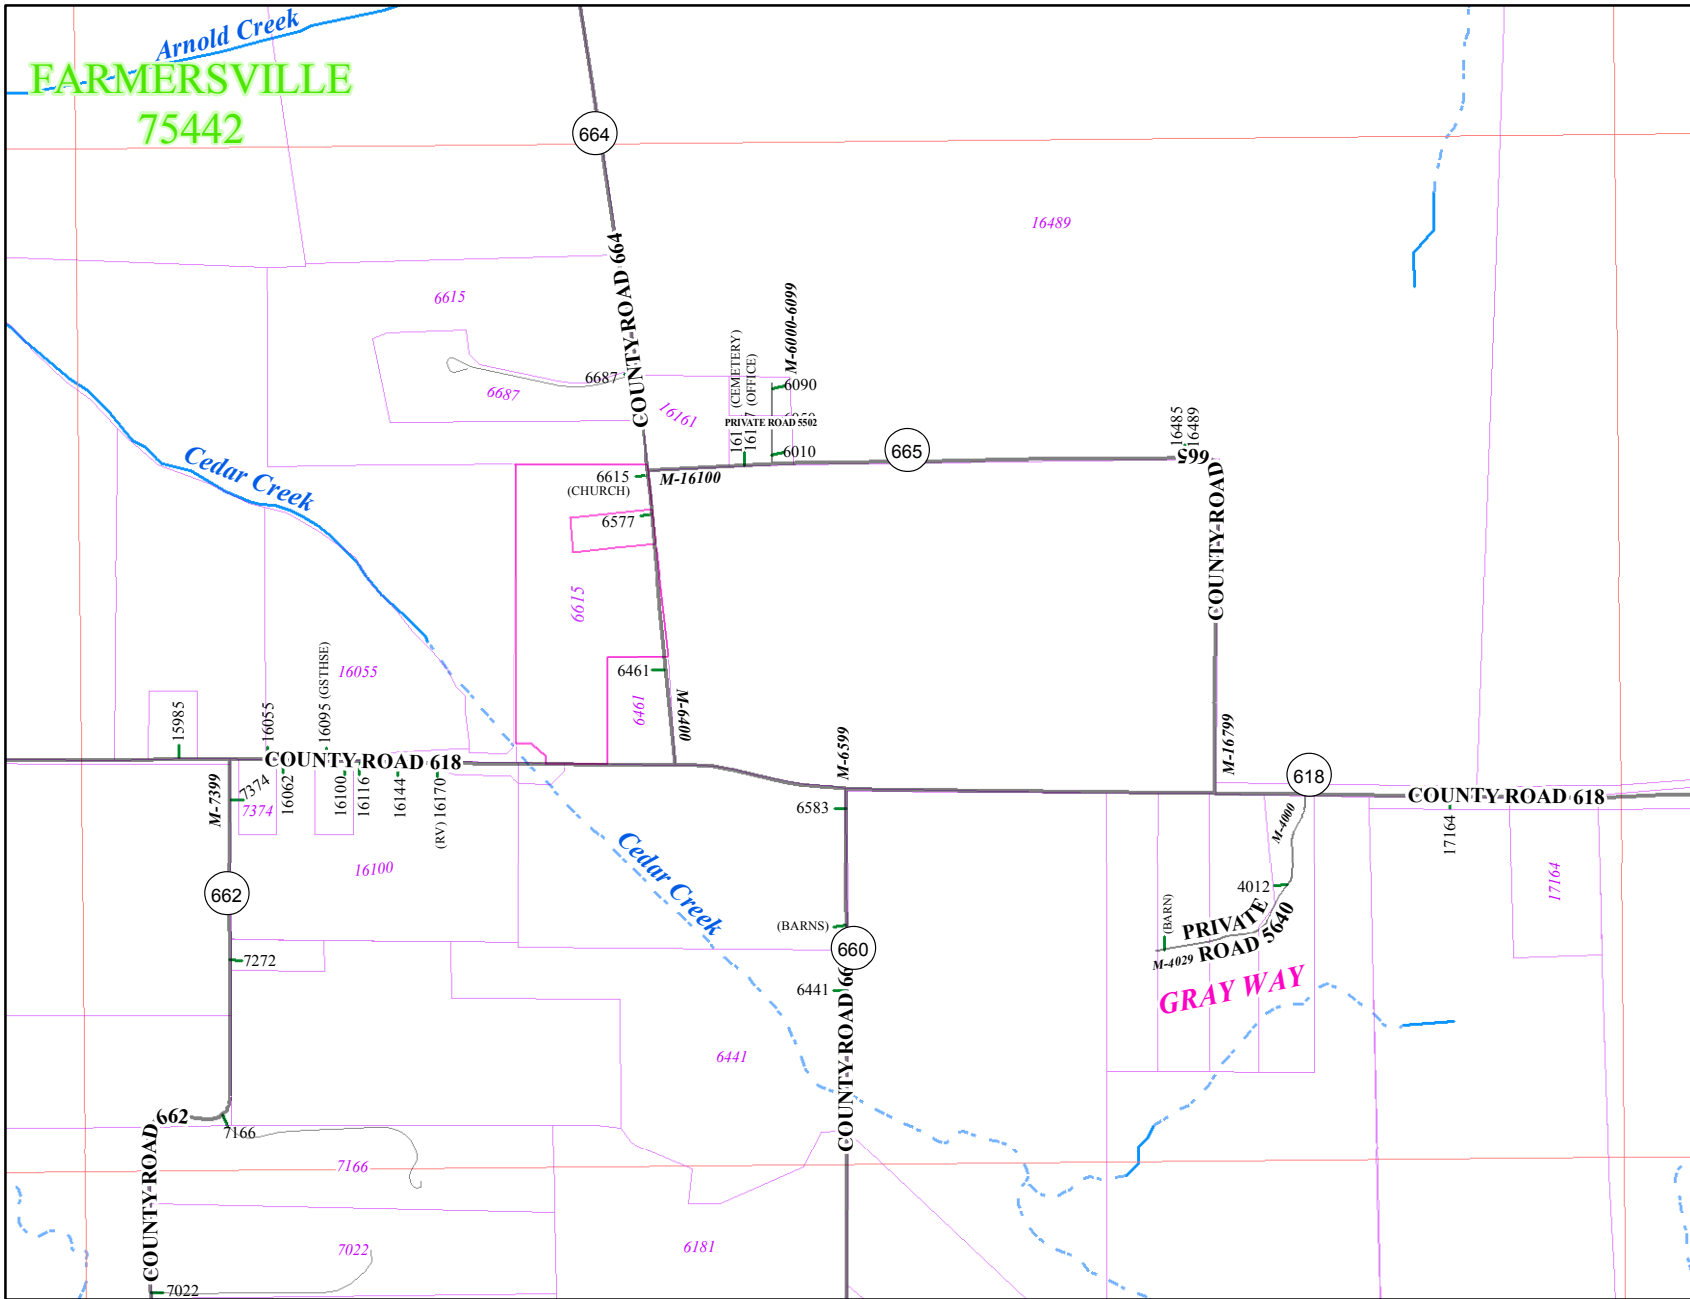 Arnold Creek
FARMERSVILLE
75442
664
COUNTY ROAD 664
16489
6615
6687
6687
16161
(CEMETERY)
(OFFICE)
M-6000-6099
6090
PRIVATE ROAD 5502
6010
665
16485
16489
665
COUNTY ROAD
M-16100
6615
(CHURCH)
6577
6615
6461
6461
M-6400
Cedar Creek
16055
15985
16055
16095 (GSTHSE)
COUNTY ROAD 618
M-7399
7374
7374
16062
16100
16116
16144
(RV) 16170
16100
662
7272
M-6599
6583
Cedar Creek
(BARNS)
660
6441
COUNTY ROAD 66
6441
M-16799
618
COUNTY ROAD 618
17164
17164
M-4000
4012
(BARN)
PRIVATE
ROAD 5640
M-4029
GRAY WAY
662
COUNTY ROAD
7166
7166
7022
7022
6181